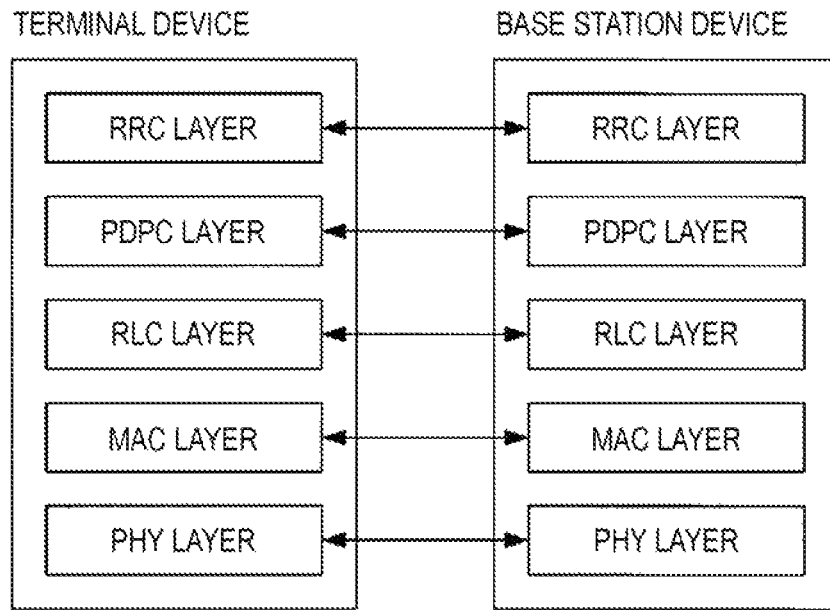 TERMINAL DEVICE
BASE STATION DEVICE
RRC LAYER
RRC LAYER
PDPC LAYER
PDPC LAYER
RLC LAYER
RLC LAYER
MAC LAYER
MAC LAYER
PHY LAYER
PHY LAYER